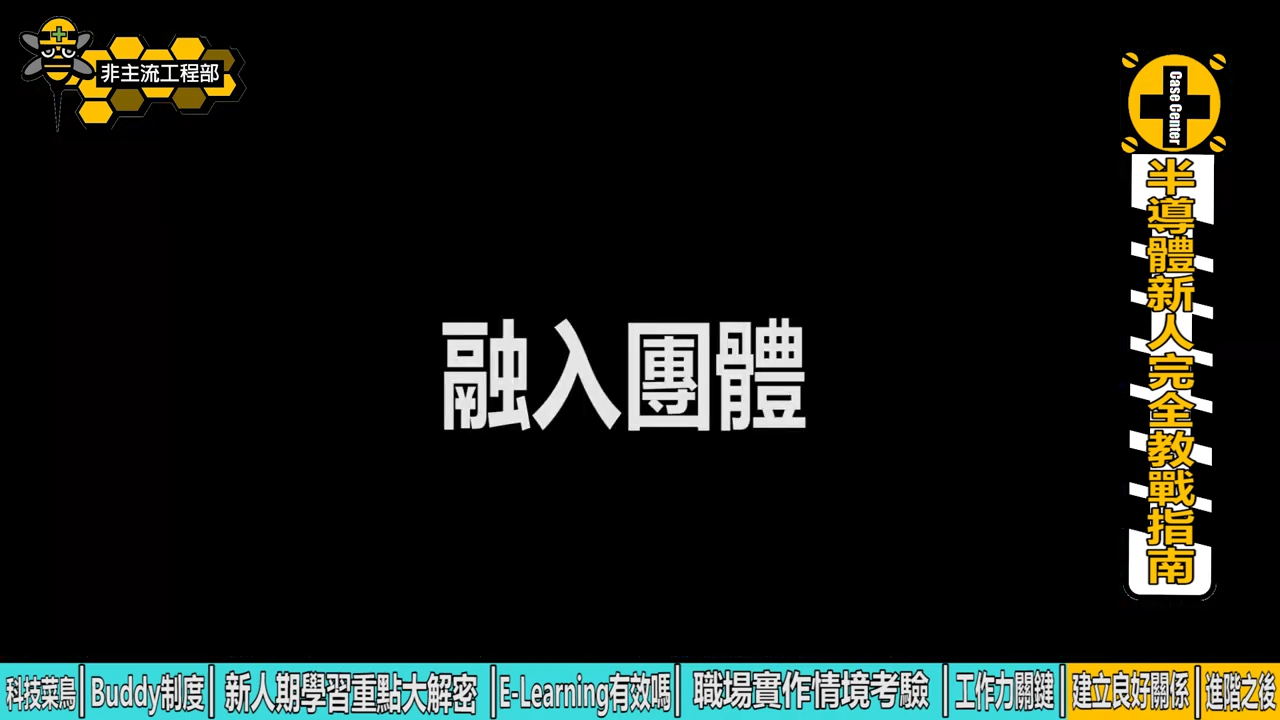 非主流工程部
Case Center
半導體新人完全教戰指南
融入團體
科技菜鳥
Buddy制度
新人期學習重點大解密
E-Learning有效嗎
職場實作情境考驗
工作力關鍵
建立良好關係
進階之後